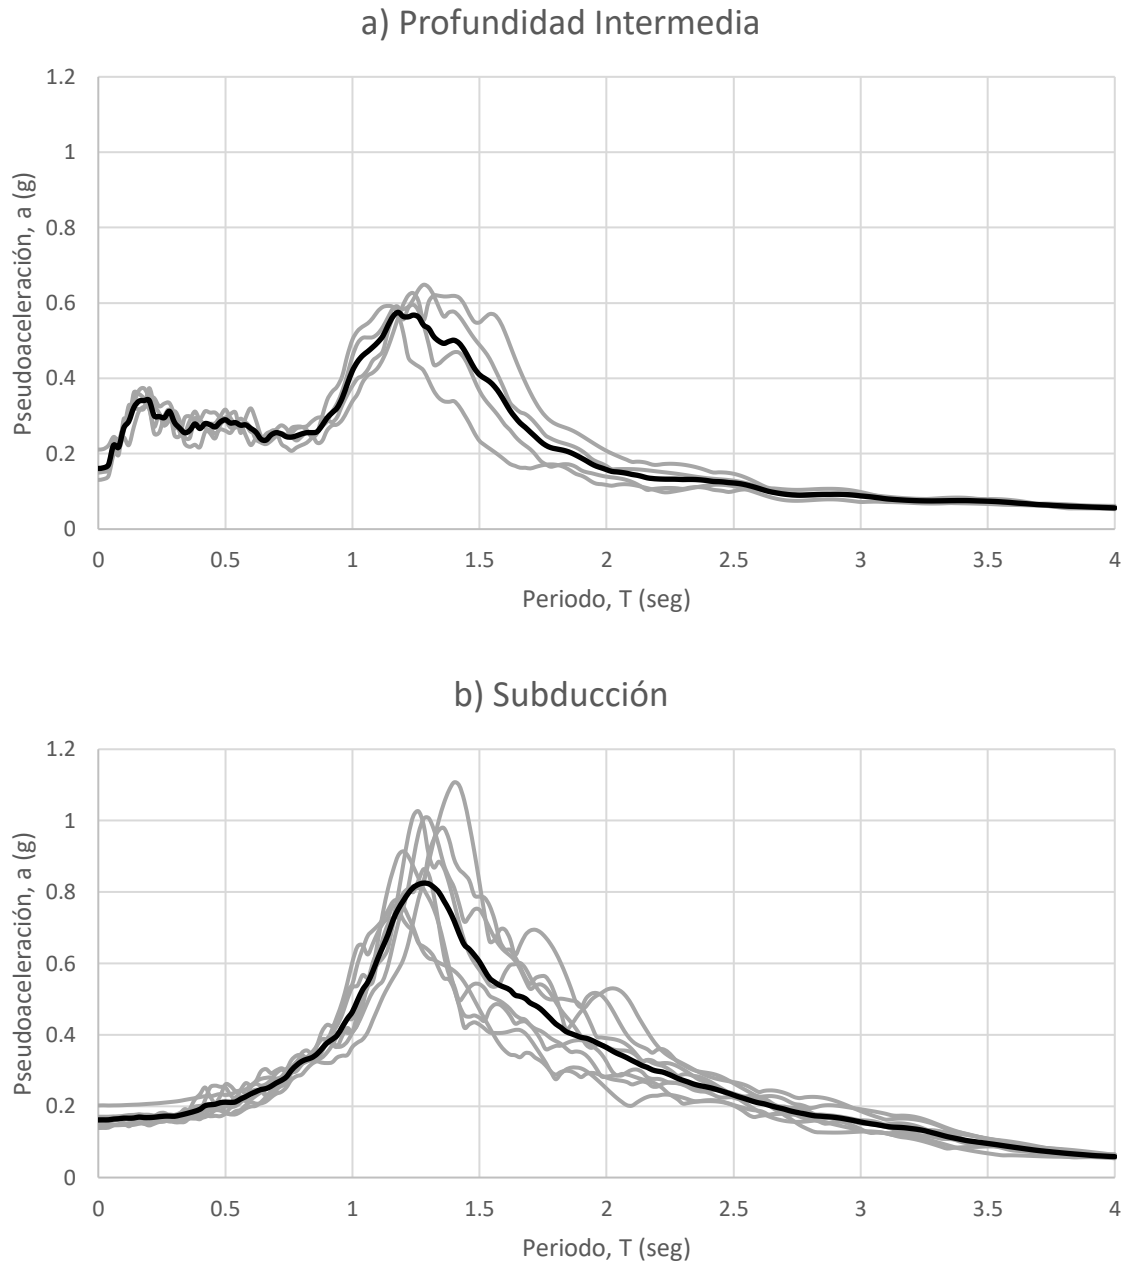 a) Profundidad Intermedia
1.2
1
0.8
0.6
0.4
0.2
0
Pseudoaceleración, a (g)
0 0.5 1 1.5 2 2.5 3 3.5 4
Periodo, T (seg)
b) Subducción
1.2
1
0.8
0.6
0.4
0.2
0
Pseudoaceleración, a (g)
0 0.5 1 1.5 2 2.5 3 3.5 4
Periodo, T (seg)